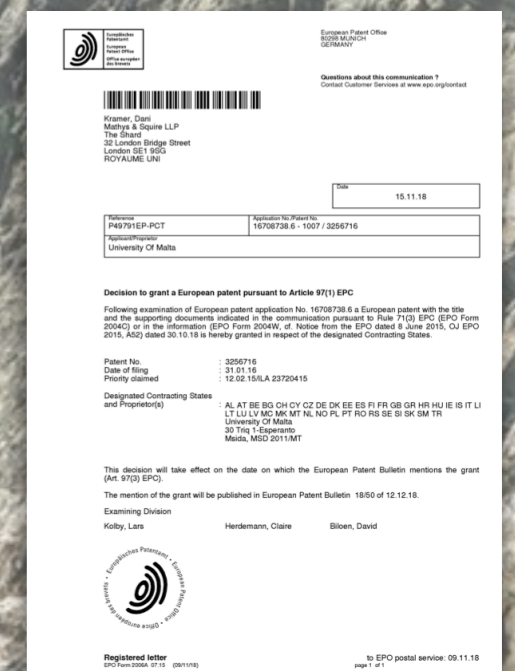 Europäisches
Patentamt
European
Patent Office
Office européen
des brevets
European Patent Office
80298 MUNICH
GERMANY
Questions about this communication ?
Contact Customer Services at www.epo.org/contact
Kramer, Dani
Mathys & Squire LLP
The Shard
32 London Bridge Street
London SE1 9SG
ROYAUME UNI
Date
15.11.18
Reference
P49791EP-PCT
Application No./Patent No.
16708738.6 - 1007 / 3256716
Applicant/Proprietor
University Of Malta
Decision to grant a European patent pursuant to Article 97(1) EPC
Following examination of European patent application No. 16708738.6 a European patent with the title
and the supporting documents indicated in the communication pursuant to Rule 71(3) EPC (EPO Form
2004C) or in the information (EPO Form 2004W, cf. Notice from the EPO dated 8 June 2015, OJ EPO
2015, A52) dated 30.10.18 is hereby granted in respect of the designated Contracting States.
Patent No. : 3256716
Date of filing : 31.01.16
Priority claimed : 12.02.15/ILA 23720415
Designated Contracting States
and Proprietor(s) : AL AT BE BG CH CY CZ DE DK EE ES FI FR GB GR HR HU IE IS IT LI
LT LU LV MC MK MT NL NO PL PT RO RS SE SI SK SM TR
University Of Malta
30 Triq 1-Esperanto
Msida, MSD 2011/MT
This decision will take effect on the date on which the European Patent Bulletin mentions the grant
(Art. 97(3) EPC).
The mention of the grant will be published in European Patent Bulletin 18/50 of 12.12.18.
Examining Division
Kolby, Lars Herdemann, Claire Biloen, David
Europäisches Patentamt • European Patent Office • Office européen des brevets •
Registered letter
EPO Form 2006A 07.15 (09/11/18)
to EPO postal service: 09.11.18
page 1 of 1